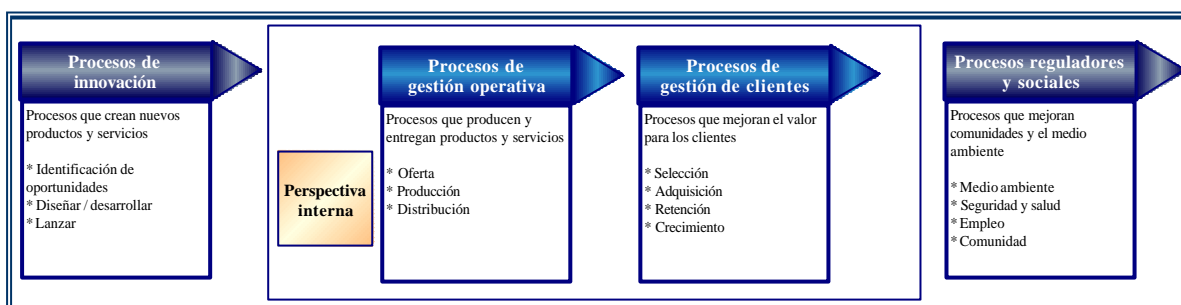 Procesos de
innovación
Procesos que crean nuevos
productos y servicios
* Identificación de
oportunidades
* Diseñar / desarrollar
* Lanzar
Perspectiva
interna
Procesos de
gestión operativa
Procesos que producen y
entregan productos y servicios
* Oferta
* Producción
* Distribución
Procesos de
gestión de clientes
Procesos que mejoran el valor
para los clientes
* Selección
* Adquisición
* Retención
* Crecimiento
Procesos reguladores
y sociales
Procesos que mejoran
comunidades y el medio
ambiente
* Medio ambiente
* Seguridad y salud
* Empleo
* Comunidad